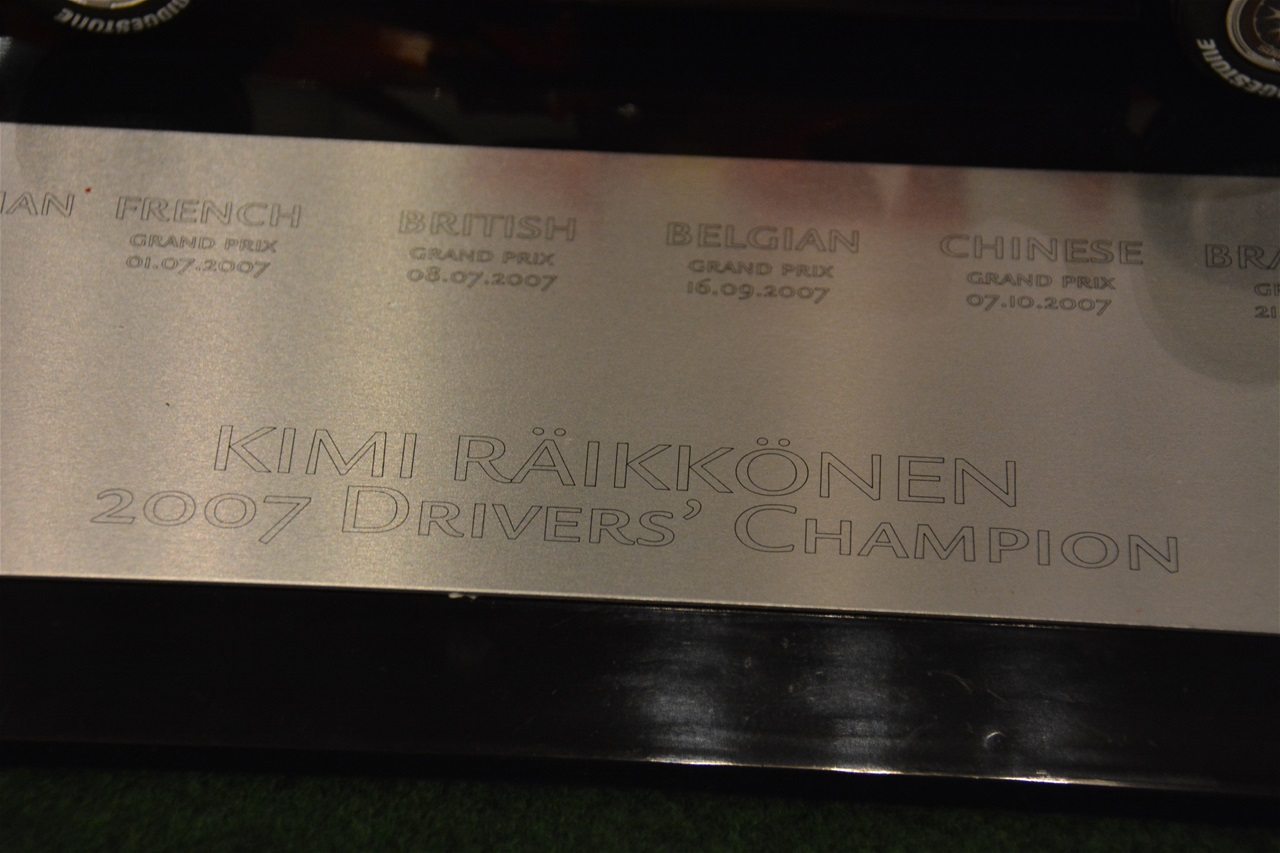 BRIDGESTONE
FRENCH
GRAND PRIX
01.07.2007
BRITISH
GRAND PRIX
08.07.2007
BELGIAN
GRAND PRIX
16.09.2007
CHINESE
GRAND PRIX
07.10.2007
KIMI RÄIKKÖNEN
2007 DRIVERS' CHAMPION